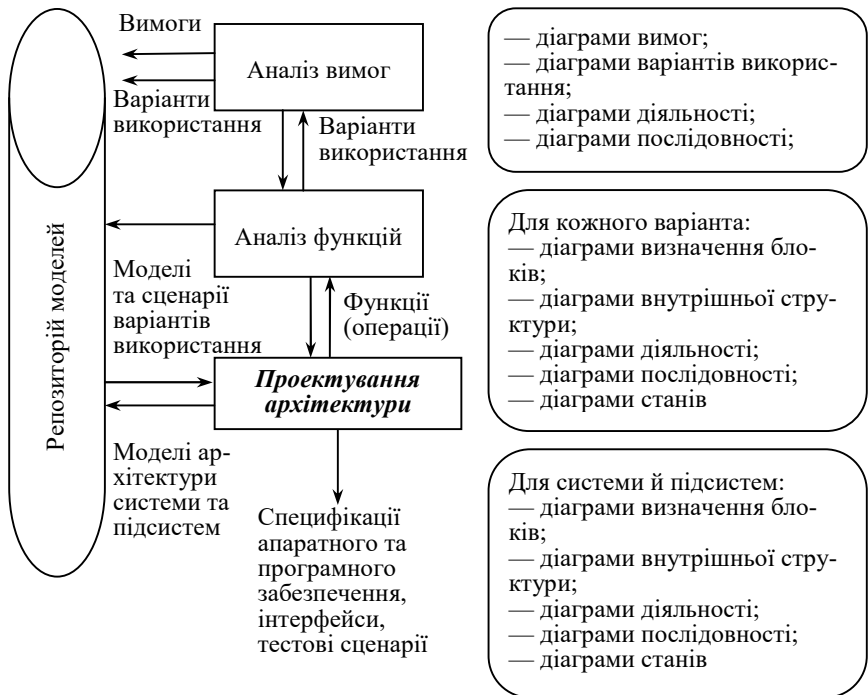 Вимоги
Аналіз вимог
Варіанти
використання
Варіанти
використання
— діаграми вимог;
— діаграми варіантів викорис-
тання;
— діаграми діяльності;
— діаграми послідовності;
Репозиторій моделей
Аналіз функцій
Моделі
та сценарії
варіантів
використання
Функції
(операції)
Для кожного варіанта:
— діаграми визначення бло-
ків;
— діаграми внутрішньої стру-
ктури;
— діаграми діяльності;
— діаграми послідовності;
— діаграми станів
Проектування
архітектури
Моделі ар-
хітектури
системи та
підсистем
Специфікації
апаратного та
програмного
забезпечення,
інтерфейси,
тестові сценарії
Для системи й підсистем:
— діаграми визначення бло-
ків;
— діаграми внутрішньої стру-
ктури;
— діаграми діяльності;
— діаграми послідовності;
— діаграми станів